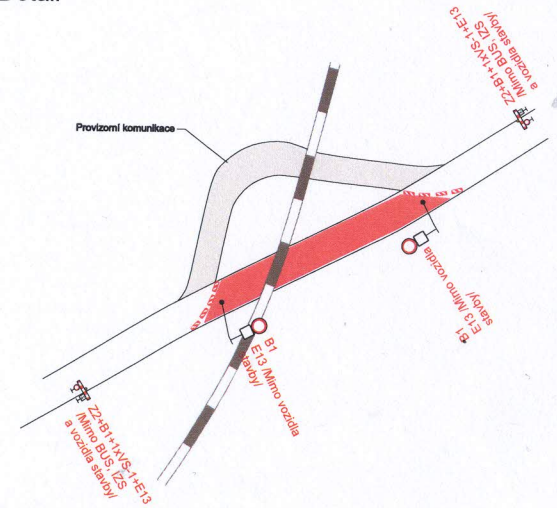 Z2+B1+1xVS-1+E13
/Mimo BUS, IZS
a vozidla stavby/
Provizorní komunikace
B1
E13 /Mimo vozidla
stavby/
B1
E13 /Mimo vozidla
stavby/
Z2+B1+1xVS-1+E13
/Mimo BUS, IZS
a vozidla stavby/